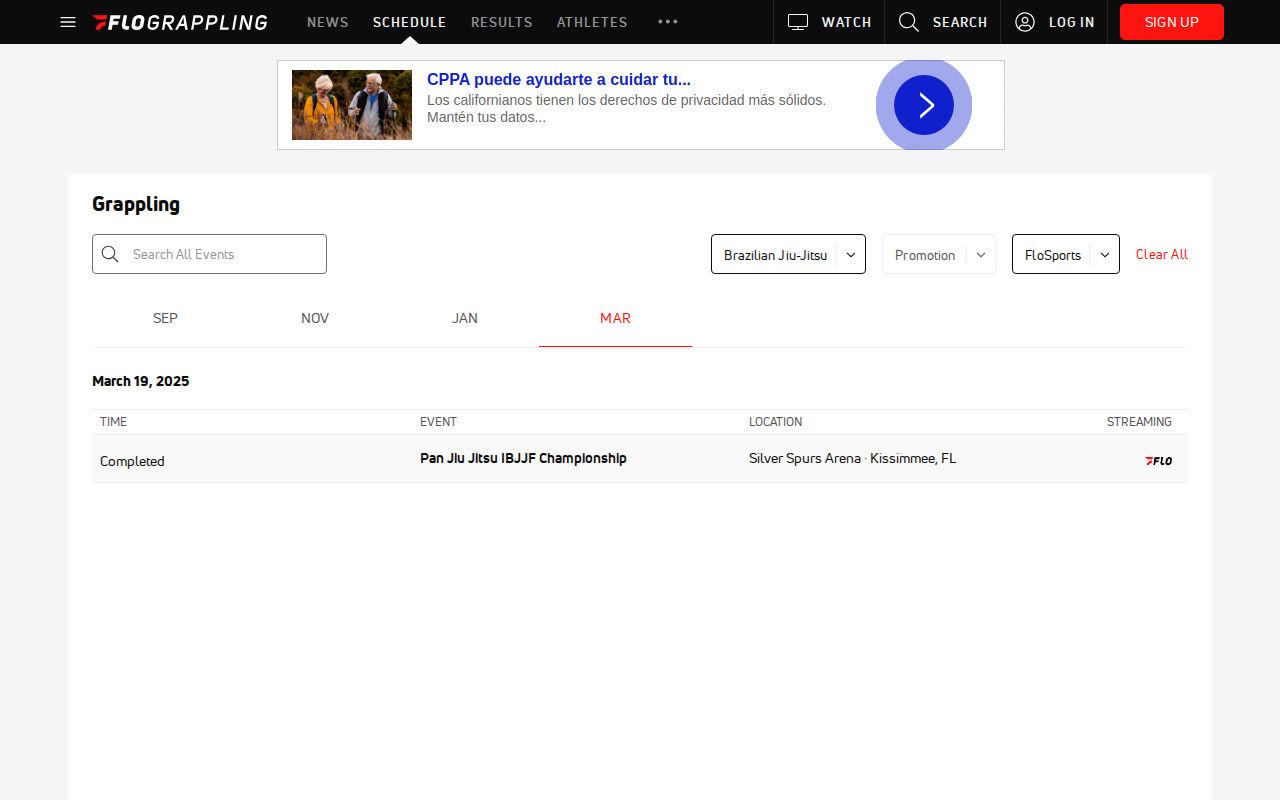 FLOGRAPPLING
NEWS
SCHEDULE
RESULTS
ATHLETES
WATCH
SEARCH
LOG IN
SIGN UP
CPPA puede ayudarte a cuidar tu...
Los californianos tienen los derechos de privacidad más sólidos.
Mantén tus datos...
Grappling
Search All Events
Brazilian Jiu-Jitsu
Promotion
FloSports
Clear All
SEP
NOV
JAN
MAR
March 19, 2025
TIME
EVENT
LOCATION
STREAMING
Completed
Pan Jiu Jitsu IBJJF Championship
Silver Spurs Arena · Kissimmee, FL
FLO